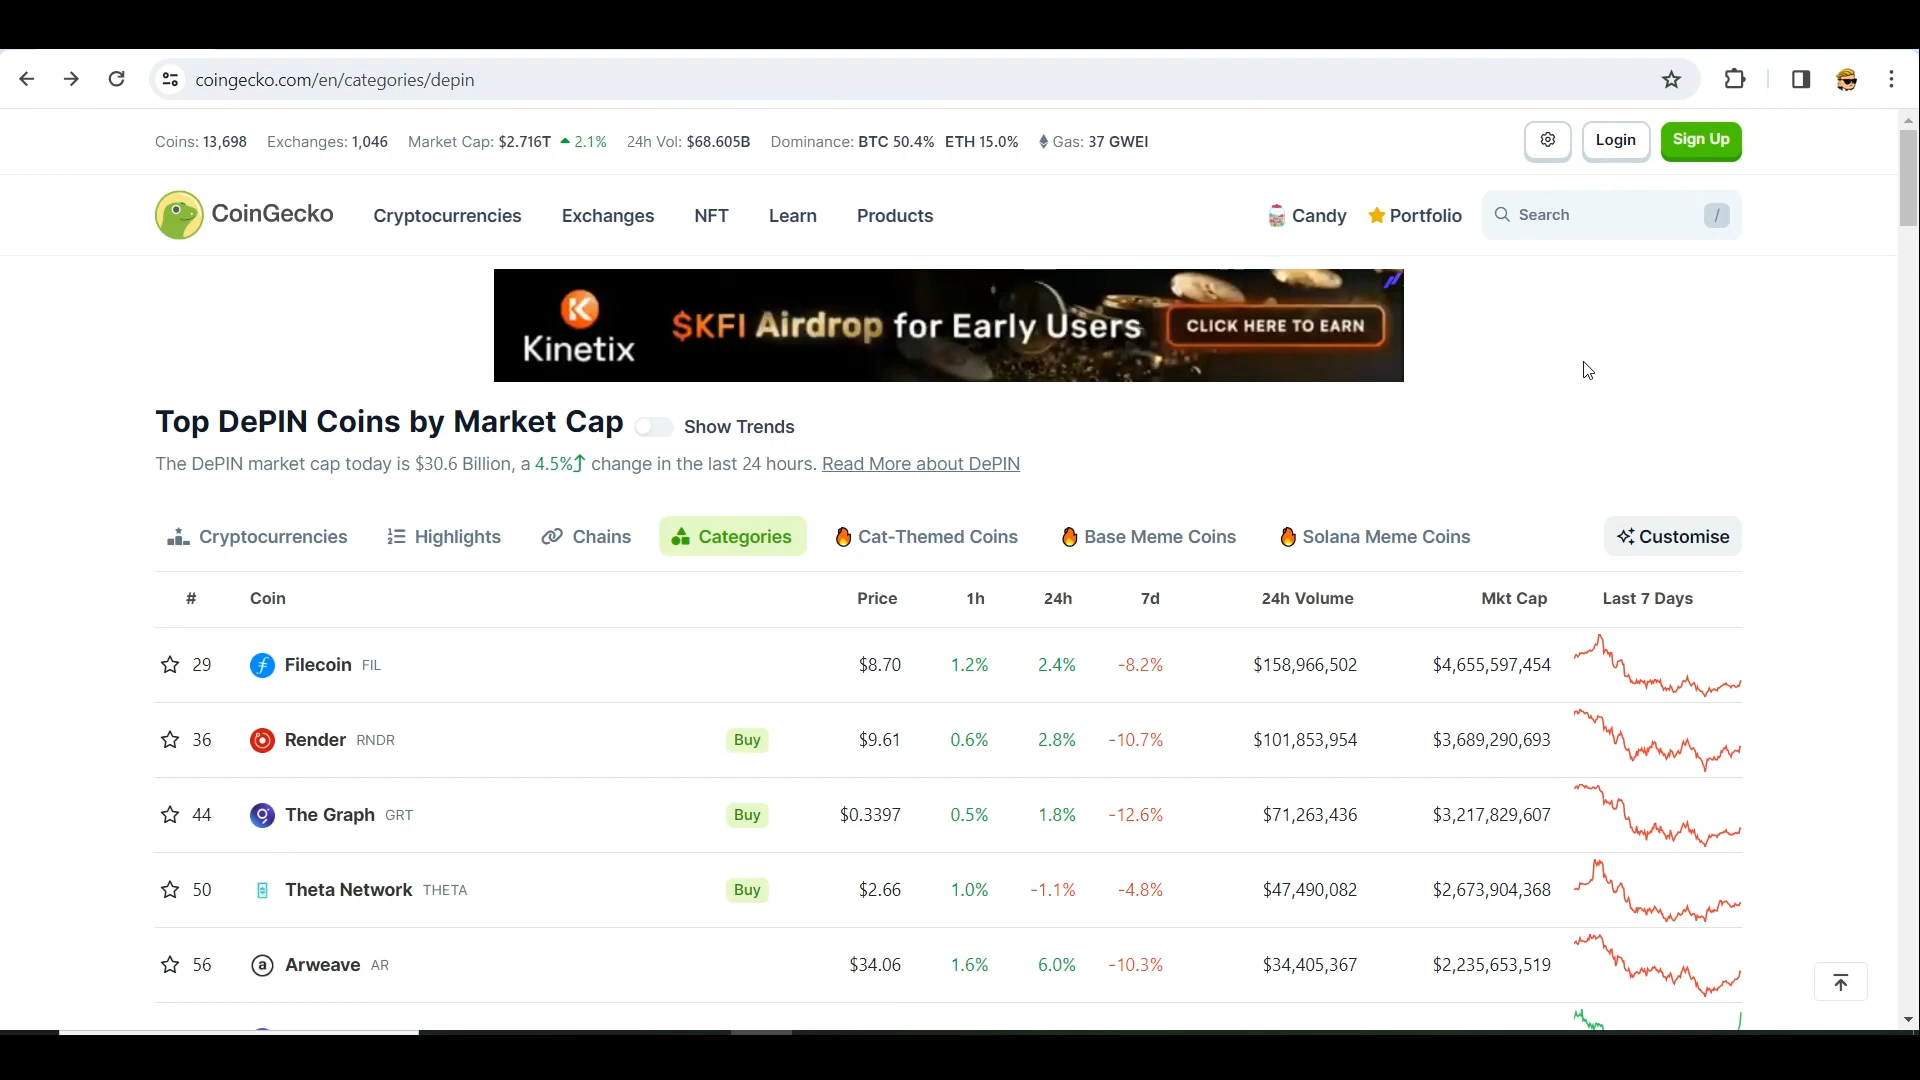 coingecko.com/en/categories/depin
Coins: 13,698 Exchanges: 1,046 Market Cap: $2.716T 2.1% 24h Vol: $68.605B Dominance: BTC 50.4% ETH 15.0% Gas: 37 GWEI Login Sign Up
CoinGecko Cryptocurrencies Exchanges NFT Learn Products Candy Portfolio Search /
Kinetix $KFI Airdrop for Early Users CLICK HERE TO EARN
Top DePIN Coins by Market Cap Show Trends
The DePIN market cap today is $30.6 Billion, a 4.5% change in the last 24 hours. Read More about DePIN
Cryptocurrencies Highlights Chains Categories Cat-Themed Coins Base Meme Coins Solana Meme Coins Customise
# Coin Price 1h 24h 7d 24h Volume Mkt Cap Last 7 Days
29 Filecoin FIL $8.70 1.2% 2.4% -8.2% $158,966,502 $4,655,597,454
36 Render RNDR Buy $9.61 0.6% 2.8% -10.7% $101,853,954 $3,689,290,693
44 The Graph GRT Buy $0.3397 0.5% 1.8% -12.6% $71,263,436 $3,217,829,607
50 Theta Network THETA Buy $2.66 1.0% -1.1% -4.8% $47,490,082 $2,673,904,368
56 Arweave AR $34.06 1.6% 6.0% -10.3% $34,405,367 $2,235,653,519